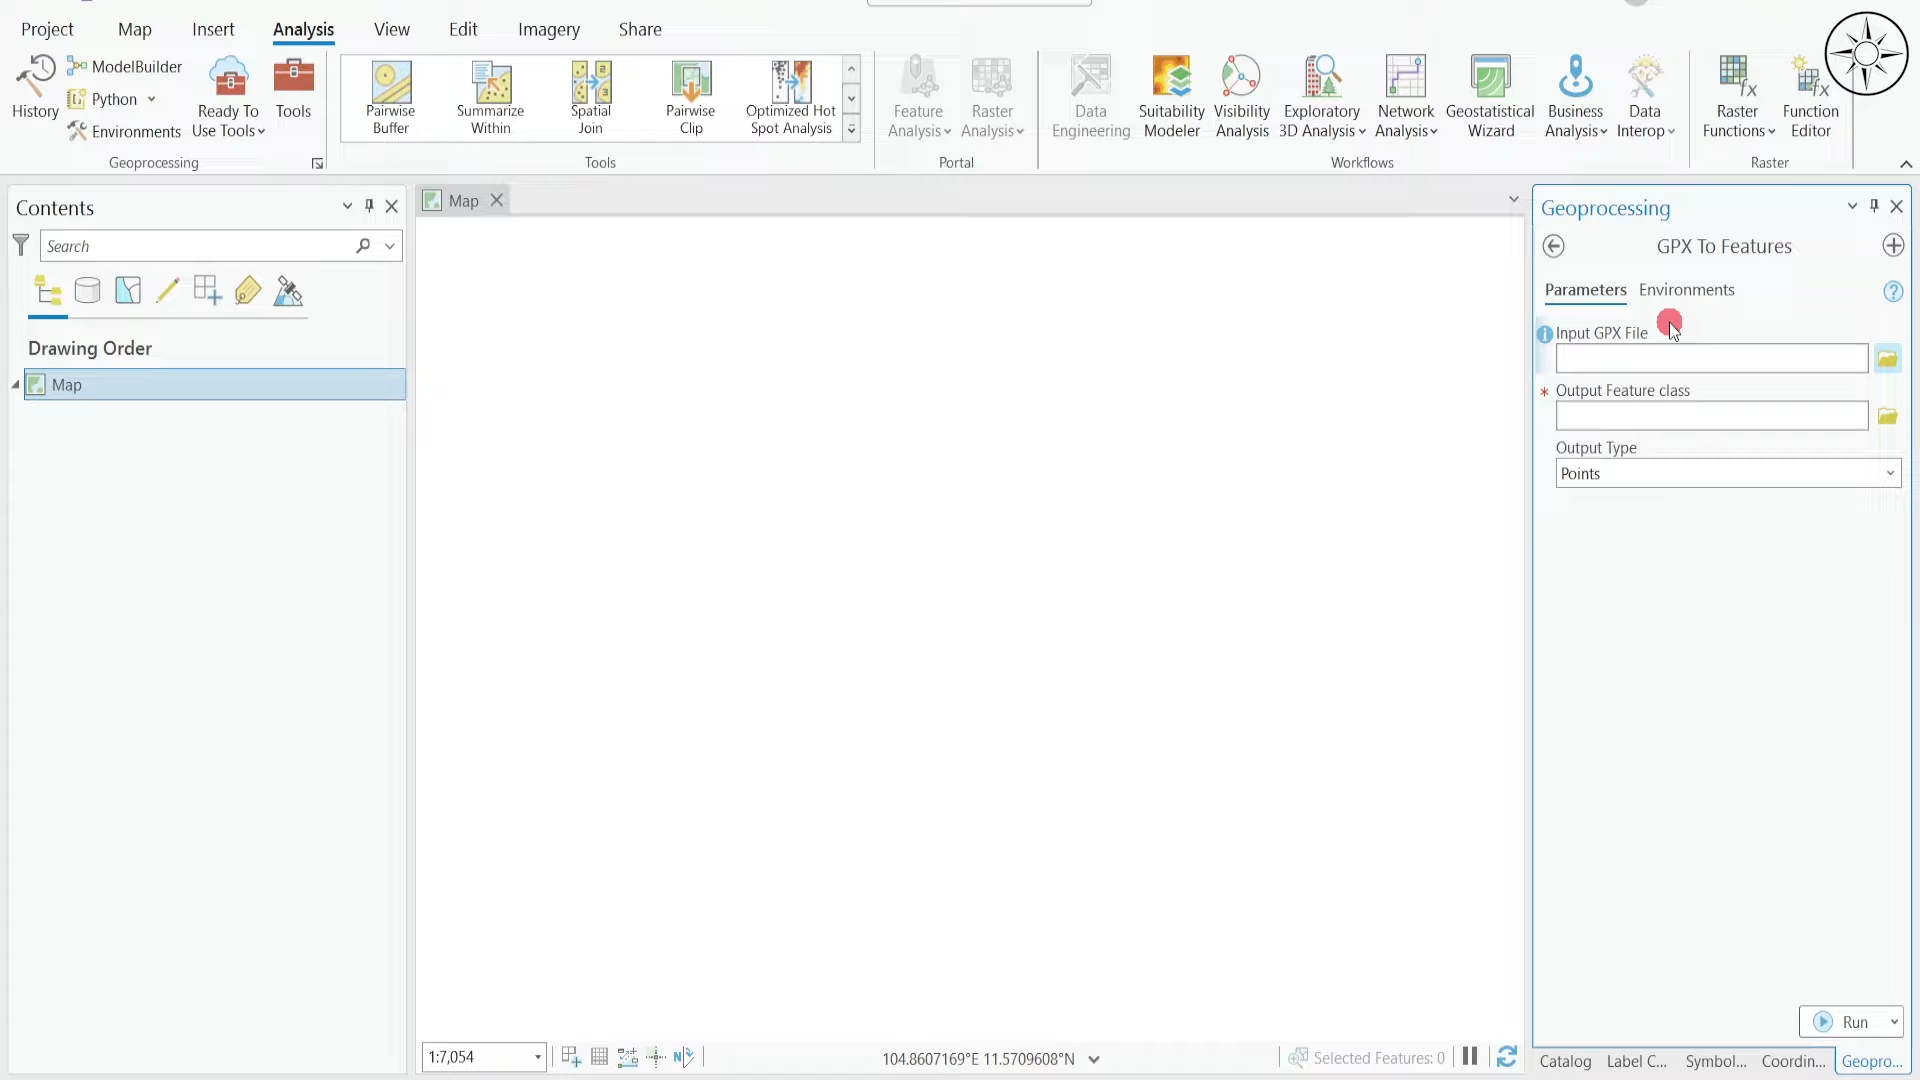 Project Map Insert Analysis View Edit Imagery Share
History
ModelBuilder
Python
Environments
Ready To
Use Tools
Tools
Geoprocessing
Pairwise
Buffer
Summarize
Within
Spatial
Join
Pairwise
Clip
Optimized Hot
Spot Analysis
Tools
Feature
Analysis
Raster
Analysis
Portal
Data
Engineering
Suitability
Modeler
Visibility
Analysis
Exploratory
3D Analysis
Network
Analysis
Geostatistical
Wizard
Business
Analysis
Data
Interop
Workflows
Raster
Functions
Function
Editor
Raster
Contents
Search
Drawing Order
Map
Map
1:7,054
104.8607169°E 11.5709608°N
Selected Features: 0
Geoprocessing
GPX To Features
Parameters Environments
Input GPX File
* Output Feature class
Output Type
Points
Run
Catalog Label C... Symbol... Coordin... Geopro...